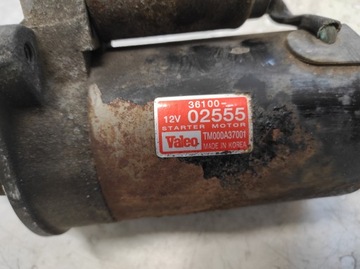 36100-
12V 02555
STARTER MOTOR
Valeo TM000A37001
MADE IN KOREA